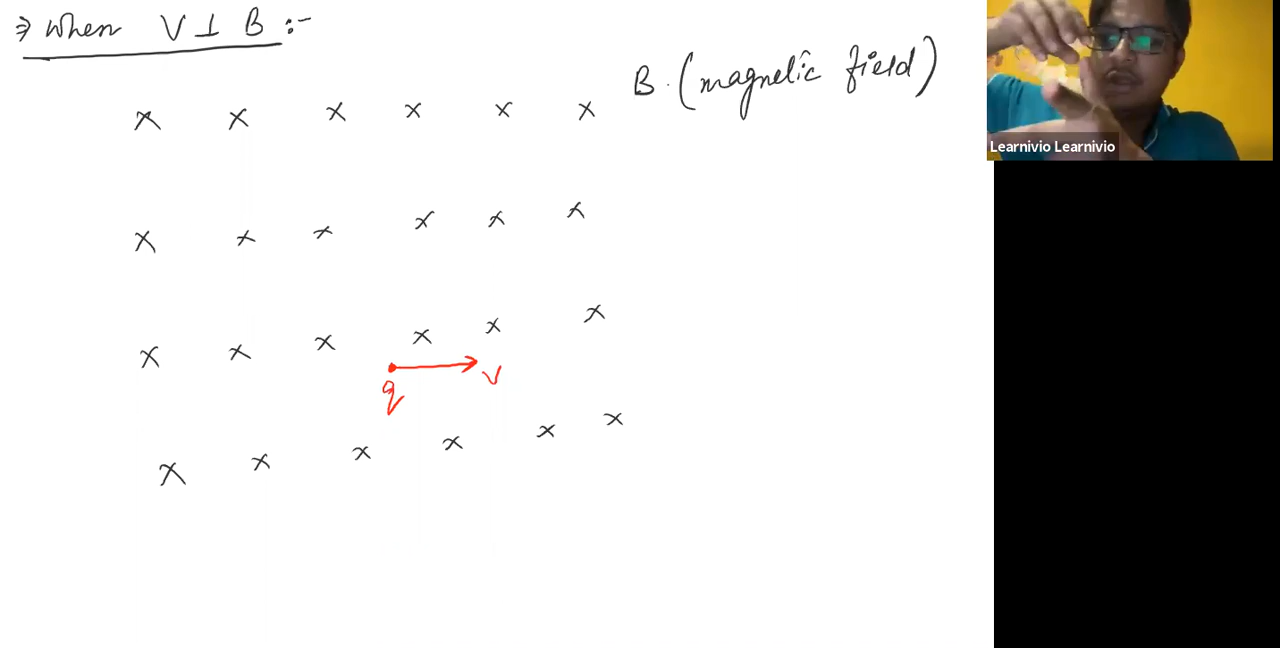 ⇒ When V ⊥ B :-
B. (magnetic field)
Learnivio Learnivio
x x x x x x
x x x x x x
x x x x x x
q v
x x x x x x